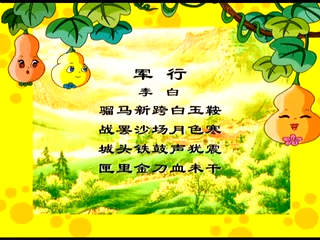 军 行
李 白
骝马新跨白玉鞍
战罢沙场月色寒
城头铁鼓声犹震
匣里金刀血未干